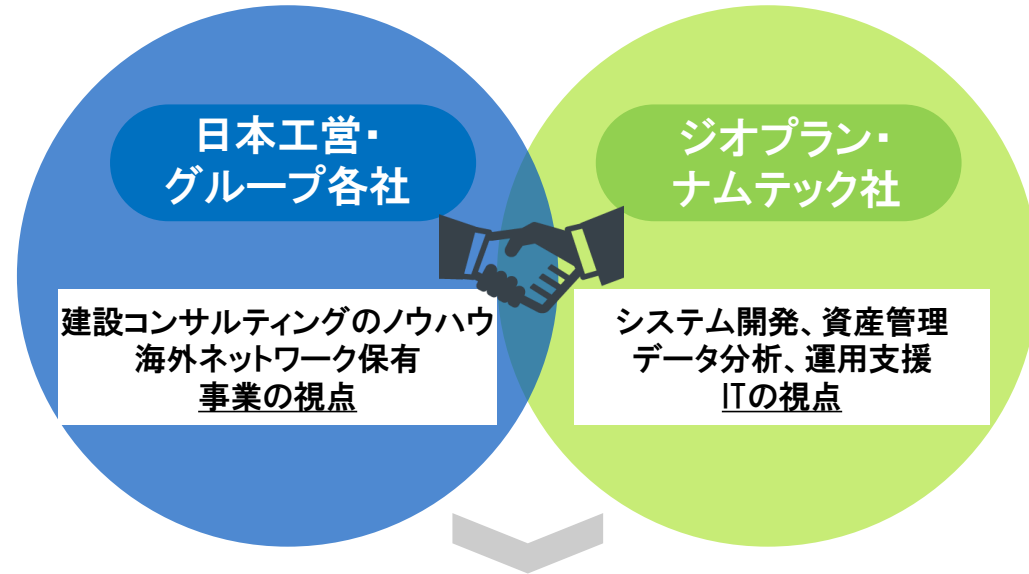 日本工営・
グループ各社
建設コンサルティングのノウハウ
海外ネットワーク保有
事業の視点
ジオプラン・
ナムテック社
システム開発、資産管理
データ分析、運用支援
ITの視点